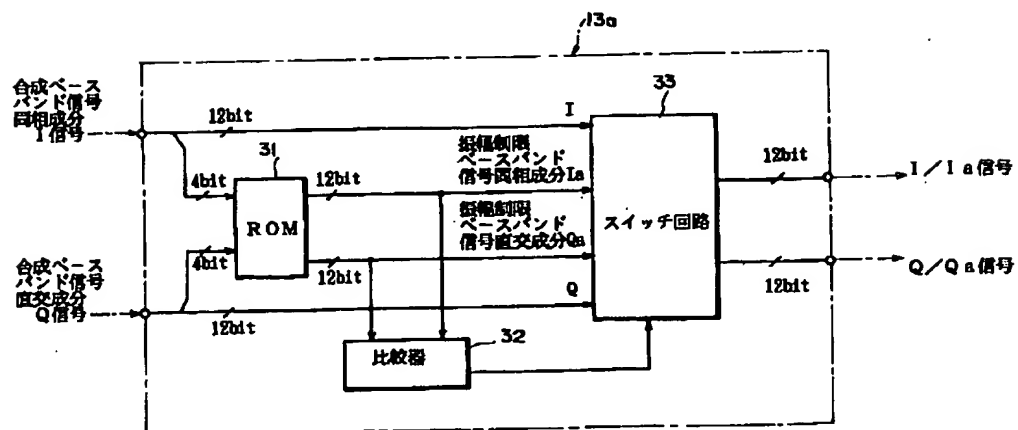 13a
合成ベース
バンド信号
同相成分
I信号
12bit
I
33
31
4bit
ROM
12bit
振幅制限
ベースバンド
信号同相成分Ia
振幅制限
ベースバンド
信号直交成分Qa
スイッチ回路
12bit
I/Ia信号
4bit
12bit
12bit
Q/Qa信号
合成ベース
バンド信号
直交成分
Q信号
12bit
Q
32
比較器